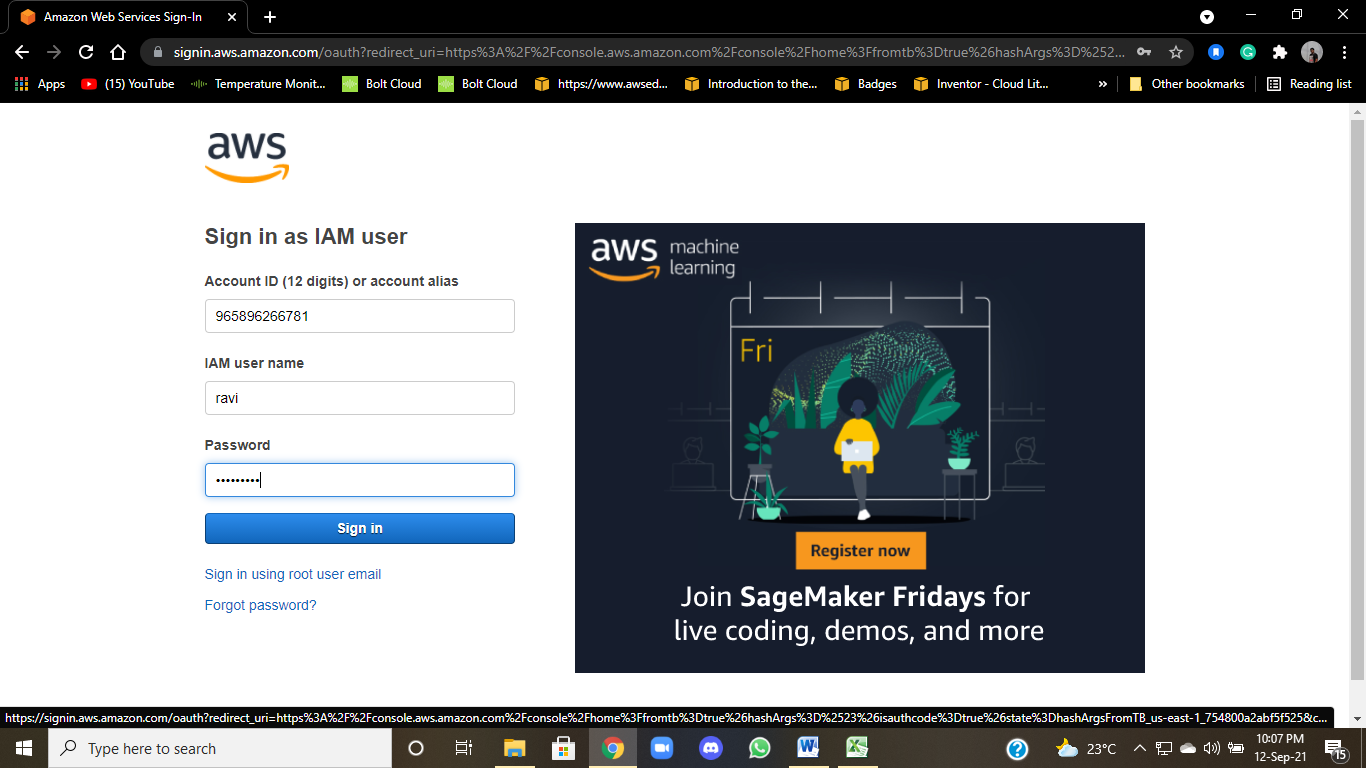 Amazon Web Services Sign-In
signin.aws.amazon.com/oauth?redirect_uri=https%3A%2F%2Fconsole.aws.amazon.com%2Fconsole%2Fhome%3Ffromtb%3Dtrue%26hashArgs%3D%2523%2...
Apps (15) YouTube Temperature Monit... Bolt Cloud Bolt Cloud https://www.awsed... Introduction to the... Badges Inventor - Cloud Lit... » Other bookmarks Reading list
aws
Sign in as IAM user
Account ID (12 digits) or account alias
965896266781
IAM user name
ravi
Password
•••••••••
Sign in
Sign in using root user email
Forgot password?
aws machine
learning
Fri
Register now
Join SageMaker Fridays for
live coding, demos, and more
https://signin.aws.amazon.com/oauth?redirect_uri=https%3A%2F%2Fconsole.aws.amazon.com%2Fconsole%2Fhome%3Ffromtb%3Dtrue%26hashArgs%3D%2523%26isauthcode%3Dtrue%26state%3DhashArgsFromTB_us-east-1_754800a2abf5f525&c...
Type here to search
23°C
10:07 PM
12-Sep-21
15